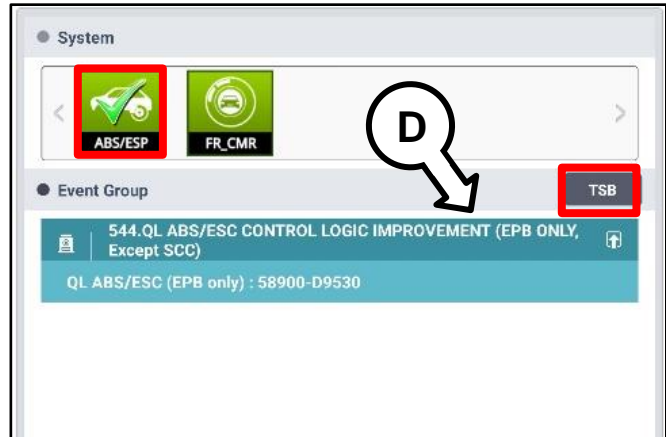 System
ABS/ESP
FR_CMR
D
Event Group
TSB
544.QL ABS/ESC CONTROL LOGIC IMPROVEMENT (EPB ONLY,
Except SCC)
QL ABS/ESC (EPB only) : 58900-D9530